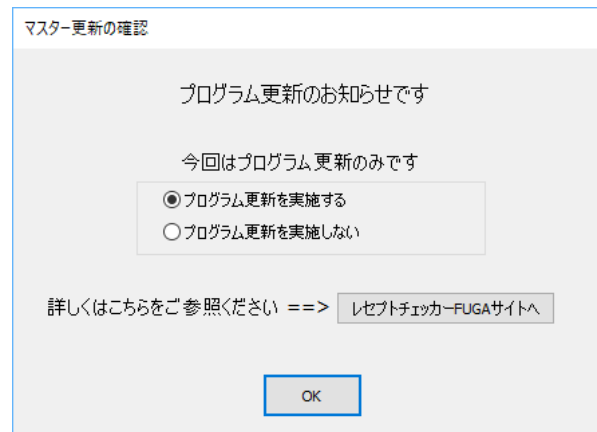 マスター更新の確認
プログラム更新のお知らせです
今回はプログラム更新のみです
プログラム更新を実施する
プログラム更新を実施しない
詳しくはこちらをご参照ください ==> レセプトチェッカーFUGAサイトへ
OK